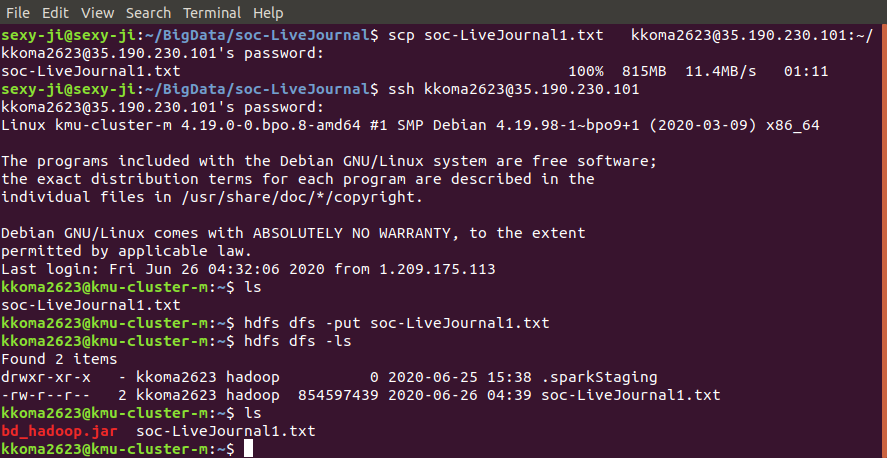 File Edit View Search Terminal Help
sexy-ji@sexy-ji:~/BigData/soc-LiveJournal$ scp soc-LiveJournal1.txt   kkoma2623@35.190.230.101:~/
kkoma2623@35.190.230.101's password:
soc-LiveJournal1.txt                                          100%  815MB  11.4MB/s   01:11
sexy-ji@sexy-ji:~/BigData/soc-LiveJournal$ ssh kkoma2623@35.190.230.101
kkoma2623@35.190.230.101's password:
Linux kmu-cluster-m 4.19.0-0.bpo.8-amd64 #1 SMP Debian 4.19.98-1~bpo9+1 (2020-03-09) x86_64
The programs included with the Debian GNU/Linux system are free software;
the exact distribution terms for each program are described in the
individual files in /usr/share/doc/*/copyright.
Debian GNU/Linux comes with ABSOLUTELY NO WARRANTY, to the extent
permitted by applicable law.
Last login: Fri Jun 26 04:32:06 2020 from 1.209.175.113
kkoma2623@kmu-cluster-m:~$ ls
soc-LiveJournal1.txt
kkoma2623@kmu-cluster-m:~$ hdfs dfs -put soc-LiveJournal1.txt
kkoma2623@kmu-cluster-m:~$ hdfs dfs -ls
Found 2 items
drwxr-xr-x   - kkoma2623 hadoop          0 2020-06-25 15:38 .sparkStaging
-rw-r--r--   2 kkoma2623 hadoop  854597439 2020-06-26 04:39 soc-LiveJournal1.txt
kkoma2623@kmu-cluster-m:~$ ls
bd_hadoop.jar  soc-LiveJournal1.txt
kkoma2623@kmu-cluster-m:~$